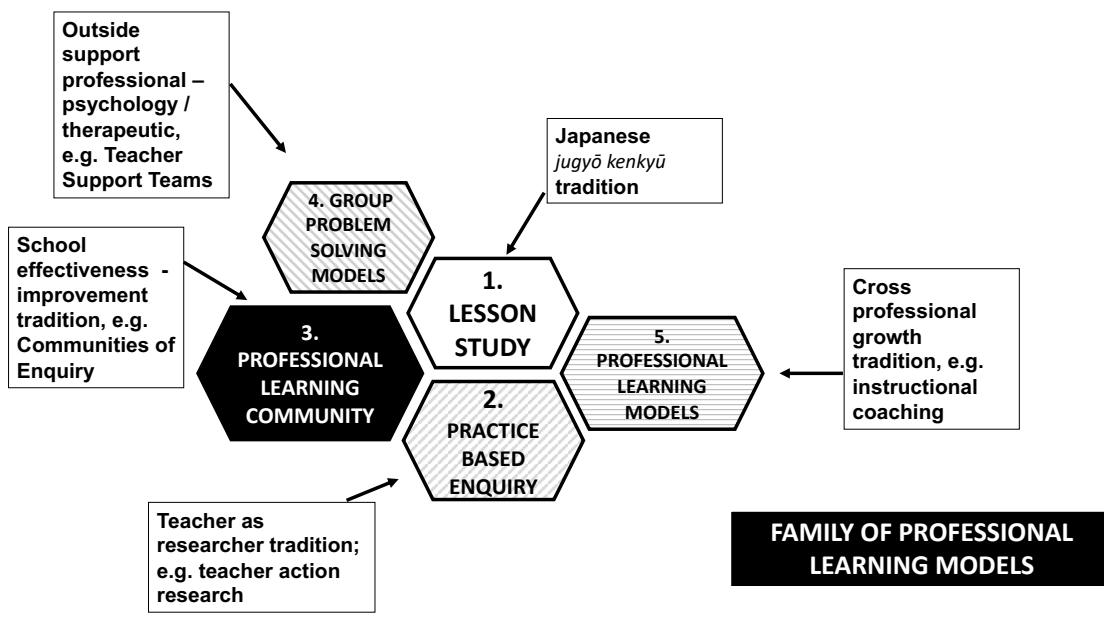 Outside
support
professional –
psychology /
therapeutic,
e.g. Teacher
Support Teams
Japanese
jugyō kenkyū
tradition
4. GROUP
PROBLEM
SOLVING
MODELS
School
effectiveness -
improvement
tradition, e.g.
Communities of
Enquiry
1.
LESSON
STUDY
Cross
professional
growth
tradition, e.g.
instructional
coaching
3.
PROFESSIONAL
LEARNING
COMMUNITY
5.
PROFESSIONAL
LEARNING
MODELS
2.
PRACTICE
BASED
ENQUIRY
Teacher as
researcher tradition;
e.g. teacher action
research
FAMILY OF PROFESSIONAL
LEARNING MODELS